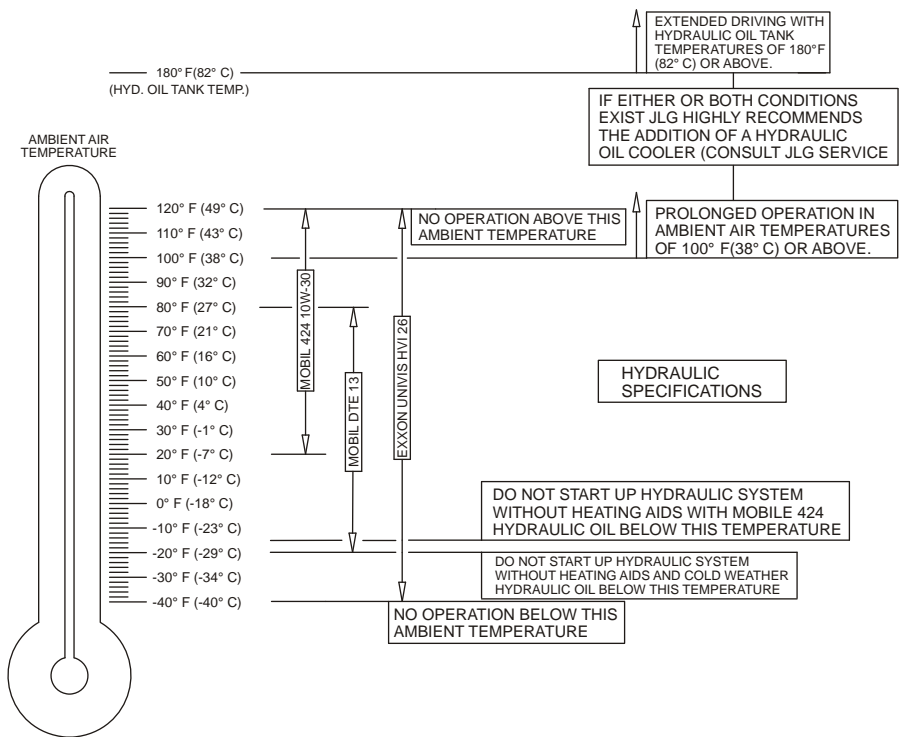 EXTENDED DRIVING WITH
HYDRAULIC OIL TANK
TEMPERATURES OF 180°F
(82° C) OR ABOVE.
180° F(82° C)
(HYD. OIL TANK TEMP.)
IF EITHER OR BOTH CONDITIONS
EXIST JLG HIGHLY RECOMMENDS
THE ADDITION OF A HYDRAULIC
OIL COOLER (CONSULT JLG SERVICE
AMBIENT AIR
TEMPERATURE
120° F (49° C)
110° F (43° C)
100° F (38° C)
90° F (32° C)
80° F (27° C)
70° F (21° C)
60° F (16° C)
50° F (10° C)
40° F (4° C)
30° F (-1° C)
20° F (-7° C)
10° F (-12° C)
0° F (-18° C)
-10° F (-23° C)
-20° F (-29° C)
-30° F (-34° C)
-40° F (-40° C)
MOBIL 424 10W-30
MOBIL DTE 13
EXXON UNIVIS HVI 26
NO OPERATION ABOVE THIS
AMBIENT TEMPERATURE
PROLONGED OPERATION IN
AMBIENT AIR TEMPERATURES
OF 100° F(38° C) OR ABOVE.
HYDRAULIC
SPECIFICATIONS
DO NOT START UP HYDRAULIC SYSTEM
WITHOUT HEATING AIDS WITH MOBILE 424
HYDRAULIC OIL BELOW THIS TEMPERATURE
DO NOT START UP HYDRAULIC SYSTEM
WITHOUT HEATING AIDS AND COLD WEATHER
HYDRAULIC OIL BELOW THIS TEMPERATURE
NO OPERATION BELOW THIS
AMBIENT TEMPERATURE